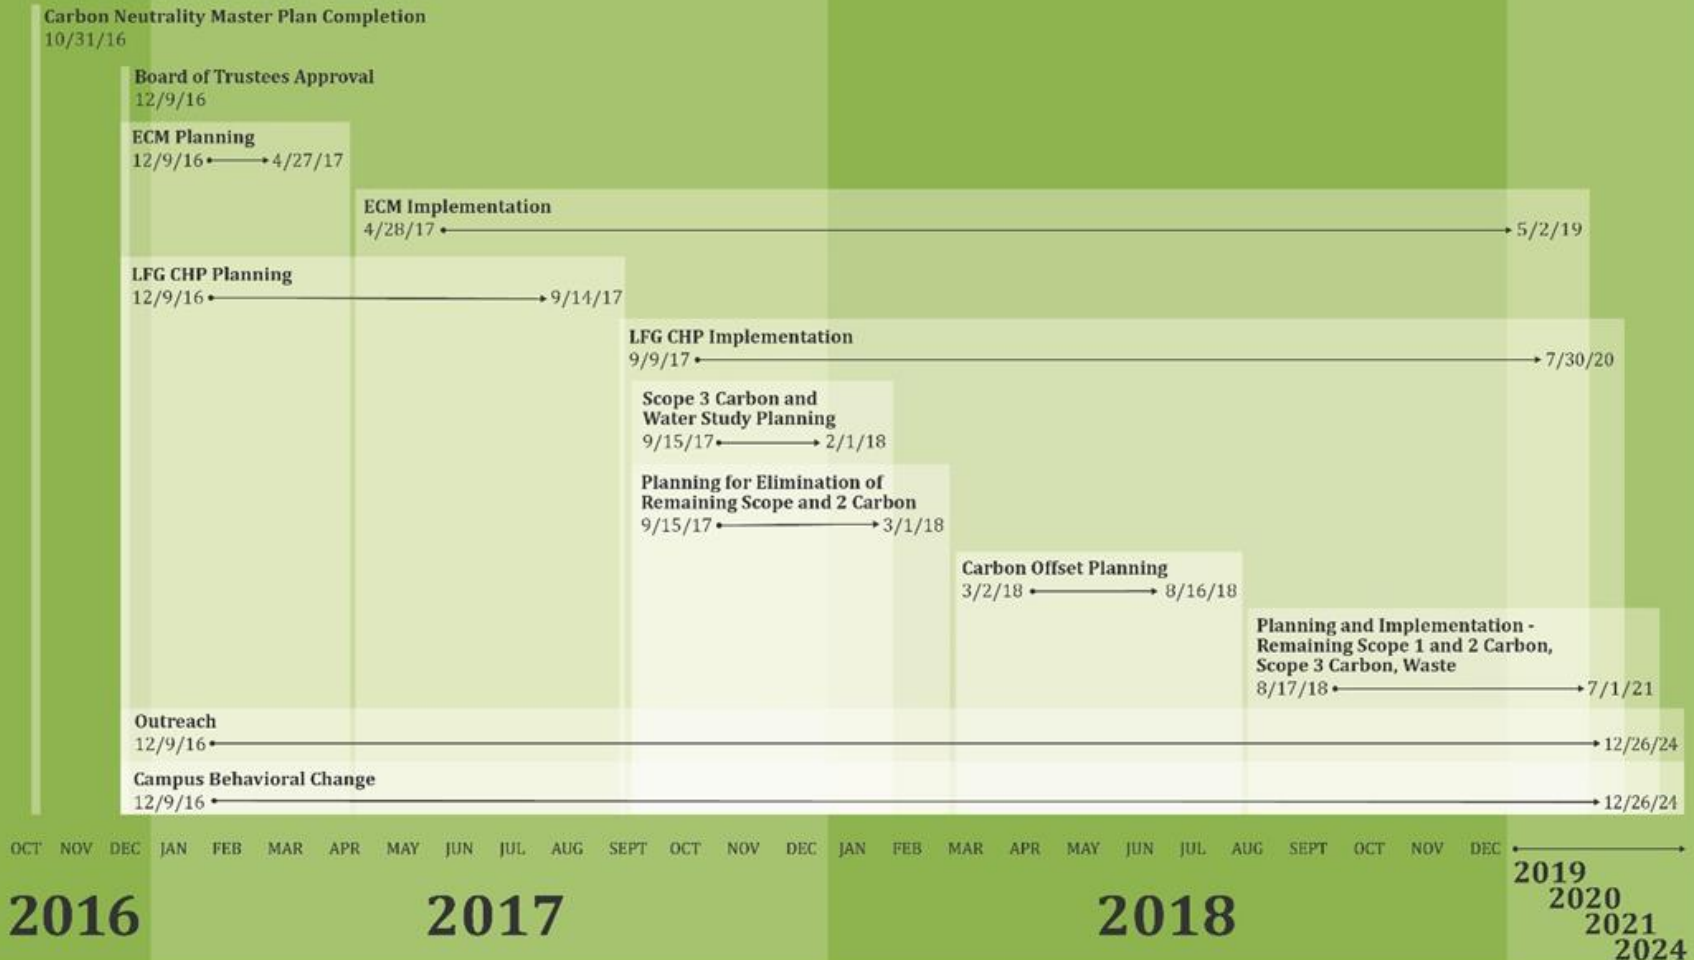 Carbon Neutrality Master Plan Completion
10/31/16
Board of Trustees Approval
12/9/16
ECM Planning
12/9/16 4/27/17
ECM Implementation
4/28/17 5/2/19
LFG CHP Planning
12/9/16 9/14/17
LFG CHP Implementation
9/9/17 7/30/20
Scope 3 Carbon and
Water Study Planning
9/15/17 2/1/18
Planning for Elimination of
Remaining Scope and 2 Carbon
9/15/17 3/1/18
Carbon Offset Planning
3/2/18 8/16/18
Planning and Implementation -
Remaining Scope 1 and 2 Carbon,
Scope 3 Carbon, Waste
8/17/18 7/1/21
Outreach
12/9/16 12/26/24
Campus Behavioral Change
12/9/16 12/26/24
OCT NOV DEC JAN FEB MAR APR MAY JUN JUL AUG SEPT OCT NOV DEC JAN FEB MAR APR MAY JUN JUL AUG SEPT OCT NOV DEC
2016 2017 2018 2019
2020
2021
2024